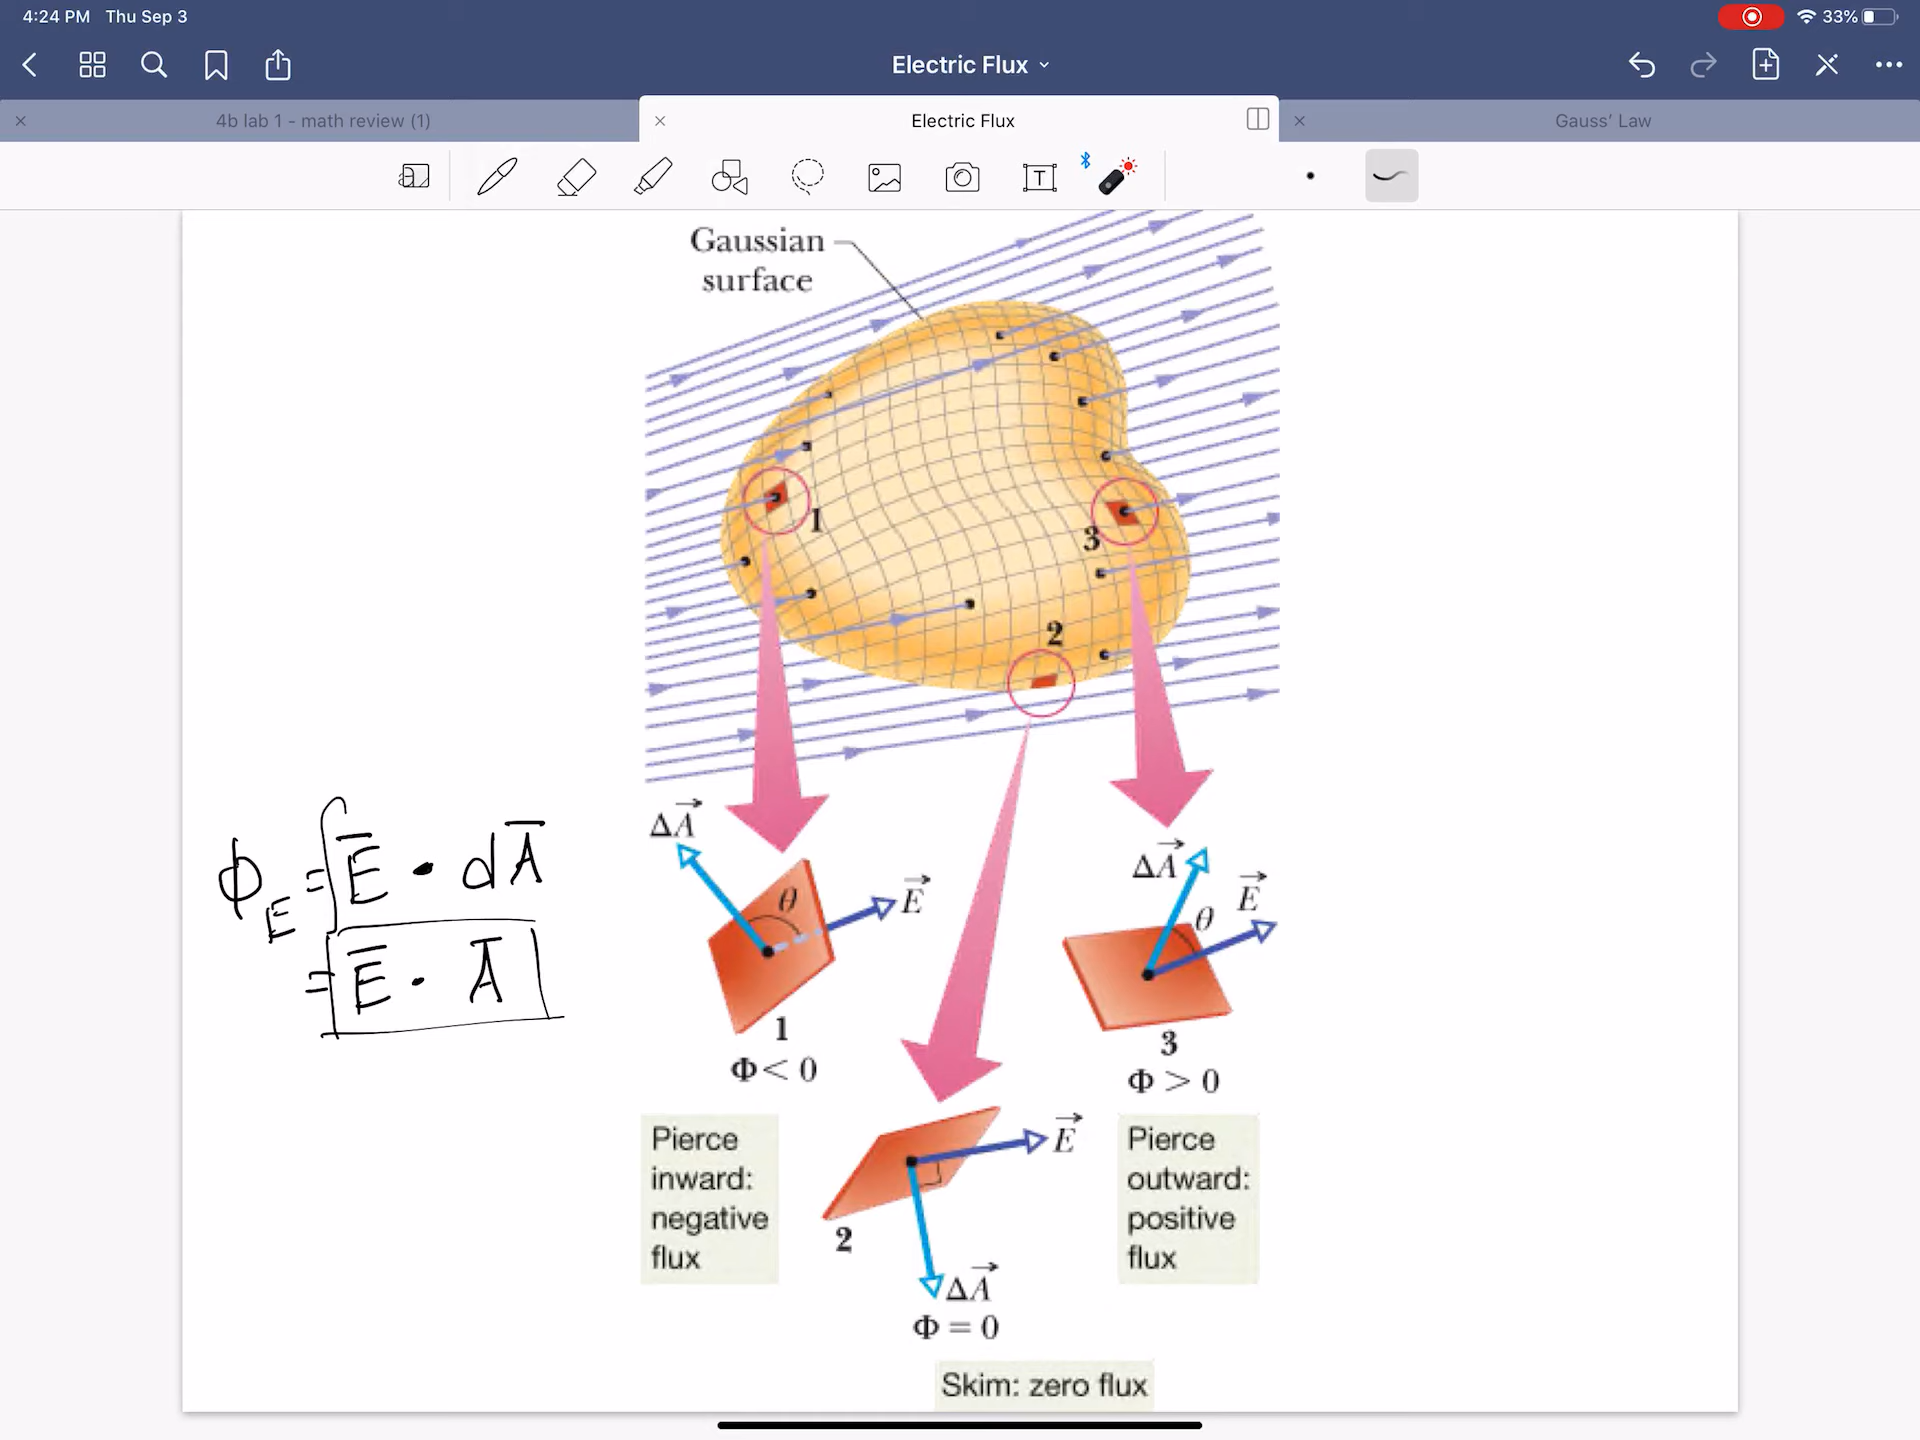 4:24 PM Thu Sep 3
33%
Electric Flux
4b lab 1 - math review (1)
Electric Flux
Gauss' Law
T
Gaussian
surface
1
3
2
ΔA⃗
θ
E⃗
1
Φ < 0
ΔA⃗
E⃗
θ
3
Φ > 0
ϕ_E = ∫ E̅ · dA̅
= E̅ · A̅
Pierce
inward:
negative
flux
E⃗
2
ΔA⃗
Φ = 0
Pierce
outward:
positive
flux
Skim: zero flux